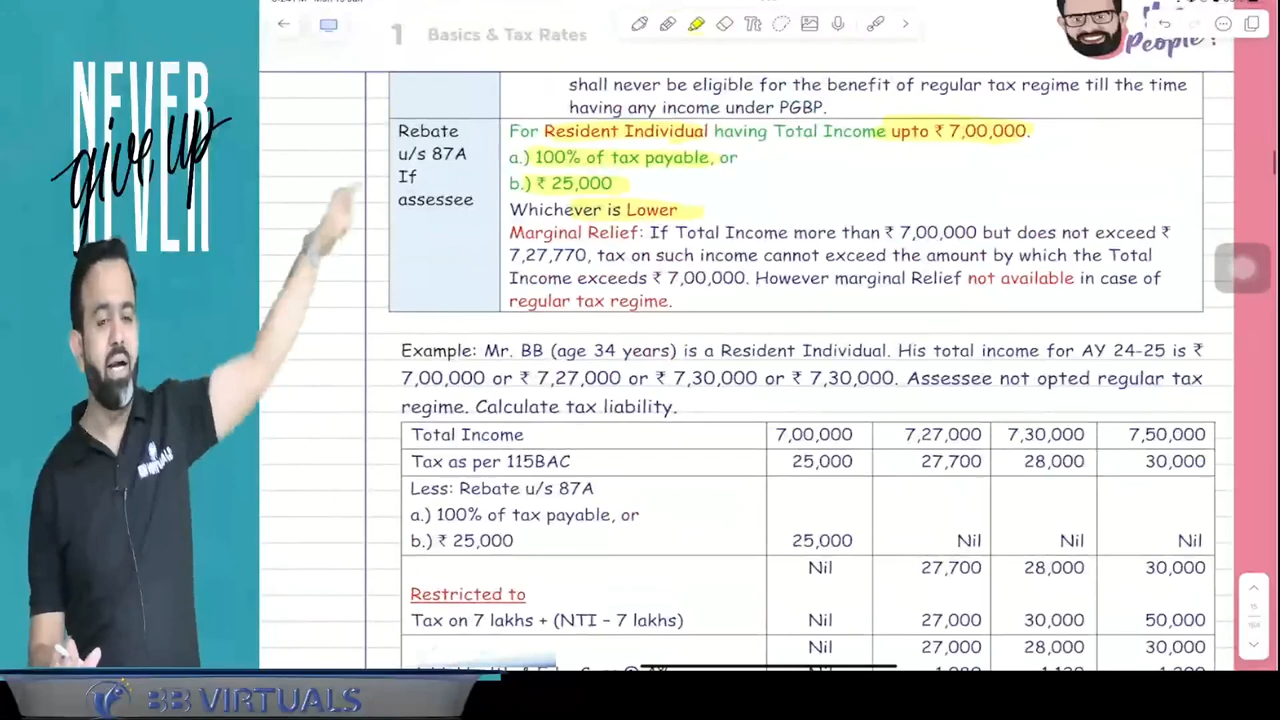 1 Basics & Tax Rates
People!
NEVER
give up
NEVER
shall never be eligible for the benefit of regular tax regime till the time
having any income under PGBP.
Rebate
u/s 87A
If
assessee
For Resident Individual having Total Income upto ₹ 7,00,000.
a.) 100% of tax payable, or
b.) ₹ 25,000
Whichever is Lower
Marginal Relief: If Total Income more than ₹ 7,00,000 but does not exceed ₹
7,27,770, tax on such income cannot exceed the amount by which the Total
Income exceeds ₹ 7,00,000. However marginal Relief not available in case of
regular tax regime.
Example: Mr. BB (age 34 years) is a Resident Individual. His total income for AY 24-25 is ₹
7,00,000 or ₹ 7,27,000 or ₹ 7,30,000 or ₹ 7,30,000. Assessee not opted regular tax
regime. Calculate tax liability.
Total Income 7,00,000 7,27,000 7,30,000 7,50,000
Tax as per 115BAC 25,000 27,700 28,000 30,000
Less: Rebate u/s 87A
a.) 100% of tax payable, or
b.) ₹ 25,000 25,000 Nil Nil Nil
Nil 27,700 28,000 30,000
Restricted to
Tax on 7 lakhs + (NTI – 7 lakhs) Nil 27,000 30,000 50,000
Nil 27,000 28,000 30,000
BB VIRTUALS